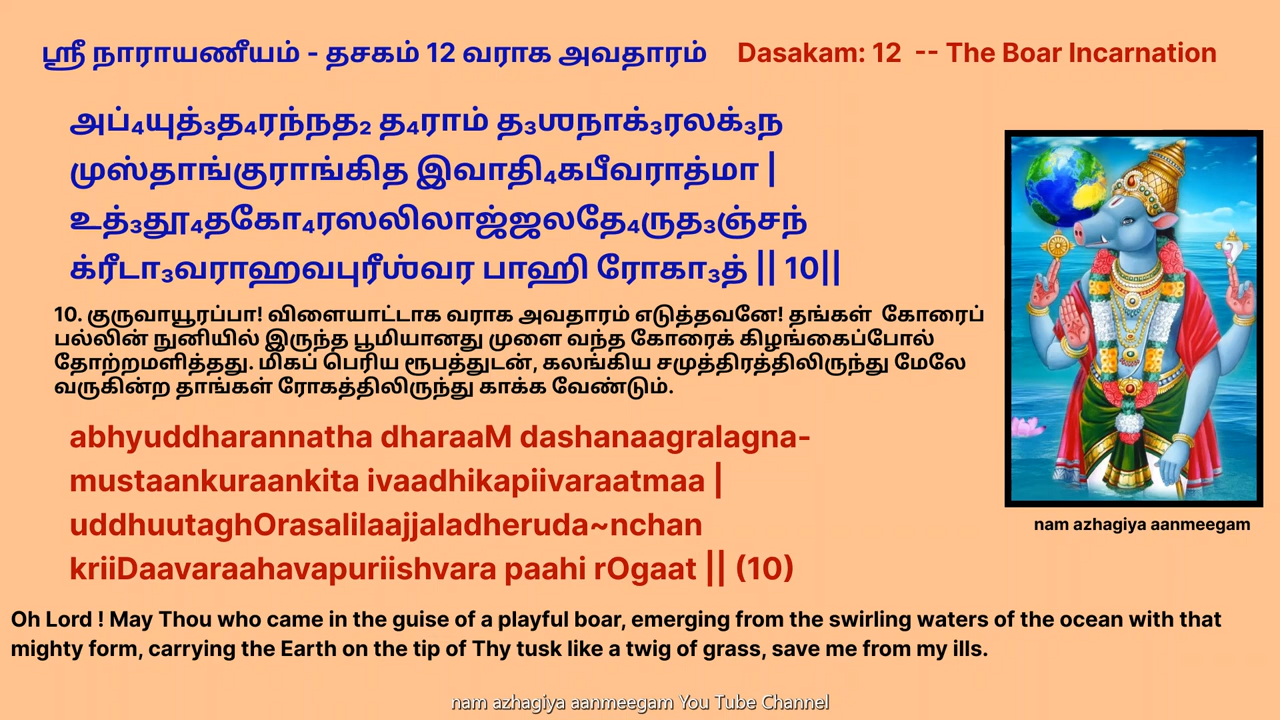 ஸ்ரீ நாராயணீயம் - தசகம் 12 வராக அவதாரம் Dasakam: 12 -- The Boar Incarnation
அப்₄யுத்₃த₄ரந்நத₂ த₄ராம் த₃ஶநாக்₃ரலக்₃ந
முஸ்தாங்குராங்கித இவாதி₄கபீவராத்மா |
உத்₃தூ₄தகோ₄ரஸலிலாஜ்ஜலதே₄ருத₃ஞ்சந்
க்ரீடா₃வராஹவபுரீஶ்வர பாஹி ரோகா₃த் || 10||
10. குருவாயூரப்பா! விளையாட்டாக வராக அவதாரம் எடுத்தவனே! தங்கள் கோரைப்
பல்லின் நுனியில் இருந்த பூமியானது முளை வந்த கோரைக் கிழங்கைப்போல்
தோற்றமளித்தது. மிகப் பெரிய ரூபத்துடன், கலங்கிய சமுத்திரத்திலிருந்து மேலே
வருகின்ற தாங்கள் ரோகத்திலிருந்து காக்க வேண்டும்.
abhyuddharannatha dharaaM dashanaagralagna-
mustaankuraankita ivaadhikapiivaraatmaa |
uddhuutaghOrasalilaajjaladheruda~nchan
kriiDaavaraahavapuriishvara paahi rOgaat || (10)
nam azhagiya aanmeegam
Oh Lord ! May Thou who came in the guise of a playful boar, emerging from the swirling waters of the ocean with that
mighty form, carrying the Earth on the tip of Thy tusk like a twig of grass, save me from my ills.
nam azhagiya aanmeegam You Tube Channel